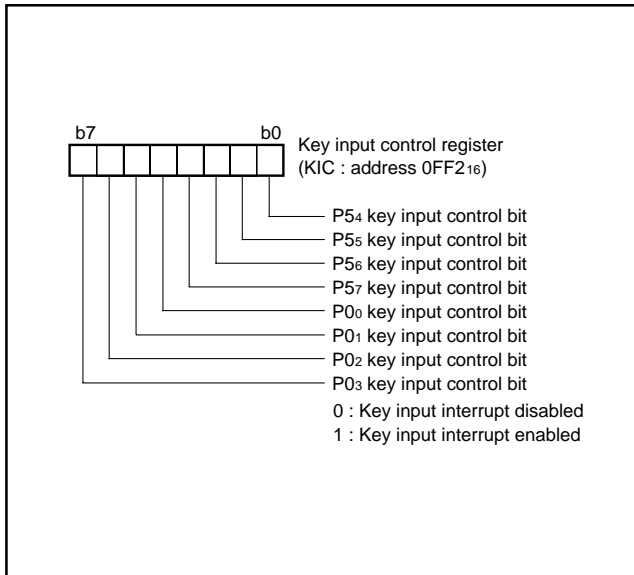 b7 b0
Key input control register
(KIC : address 0FF2₁₆)
P5₄ key input control bit
P5₅ key input control bit
P5₆ key input control bit
P5₇ key input control bit
P0₀ key input control bit
P0₁ key input control bit
P0₂ key input control bit
P0₃ key input control bit
0 : Key input interrupt disabled
1 : Key input interrupt enabled